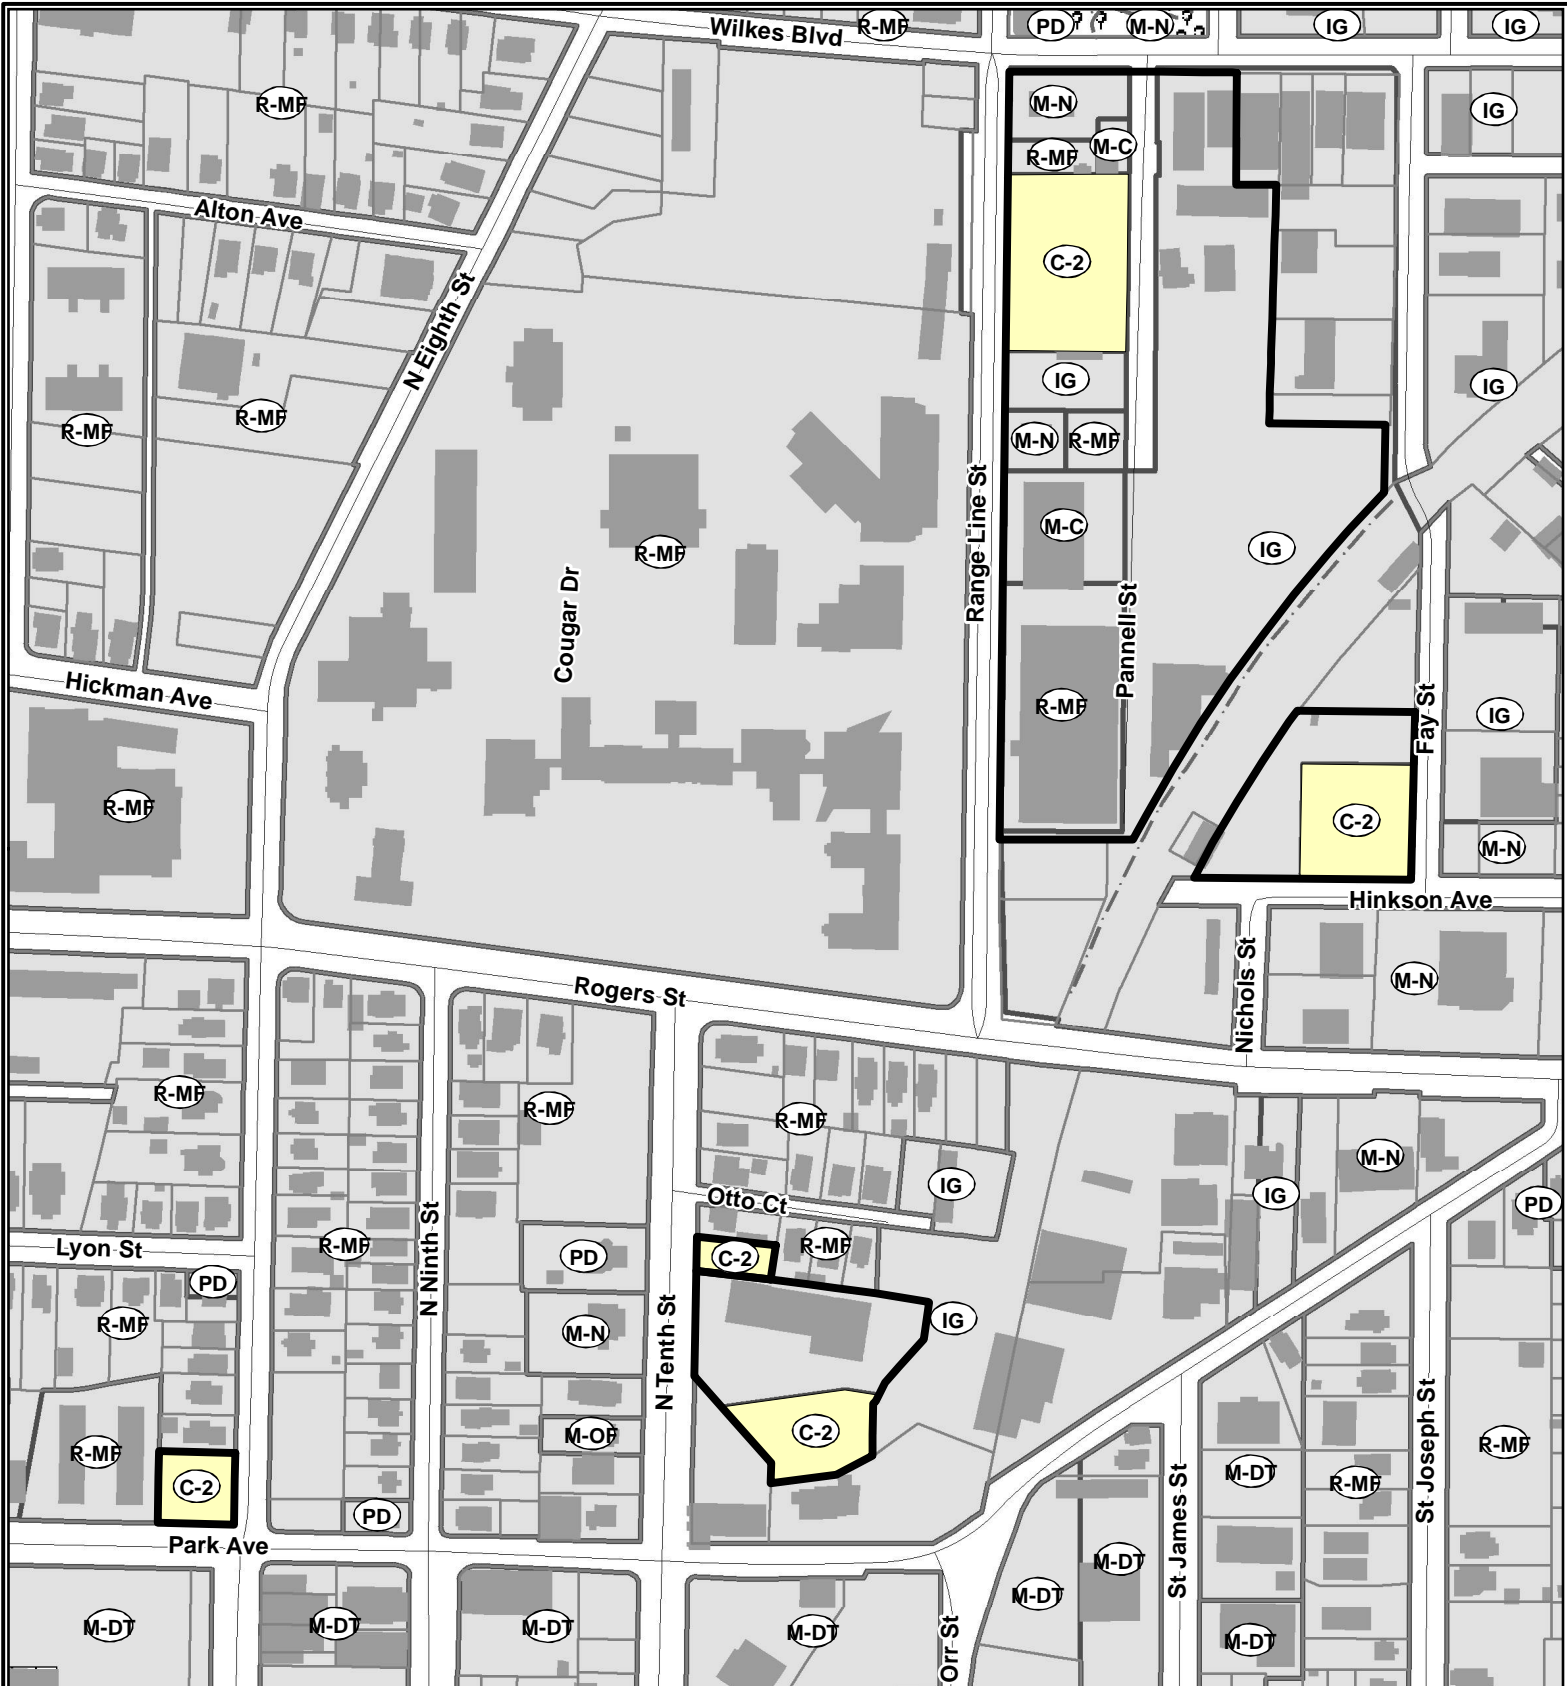 Wilkes Blvd
R-MF
PD
M-N
IG
IG
R-MF
M-N
IG
R-MF
M-C
Alton Ave
C-2
N Eighth St
IG
IG
R-MF
R-MF
M-N
R-MF
Range Line St
M-C
IG
R-MF
Cougar Dr
Pannell St
Hickman Ave
R-MF
Fay St
IG
R-MF
C-2
M-N
Hinkson Ave
Rogers St
Nichols St
M-N
R-MF
R-MF
R-MF
IG
M-N
IG
PD
Otto Ct
Lyon St
N Ninth St
R-MF
PD
C-2
R-MF
PD
R-MF
M-N
N Tenth St
IG
R-MF
C-2
M-OF
C-2
PD
M-DT
R-MF
St Joseph St
R-MF
Park Ave
St James St
M-DT
M-DT
M-DT
M-DT
M-DT
M-DT
M-DT
Orr St